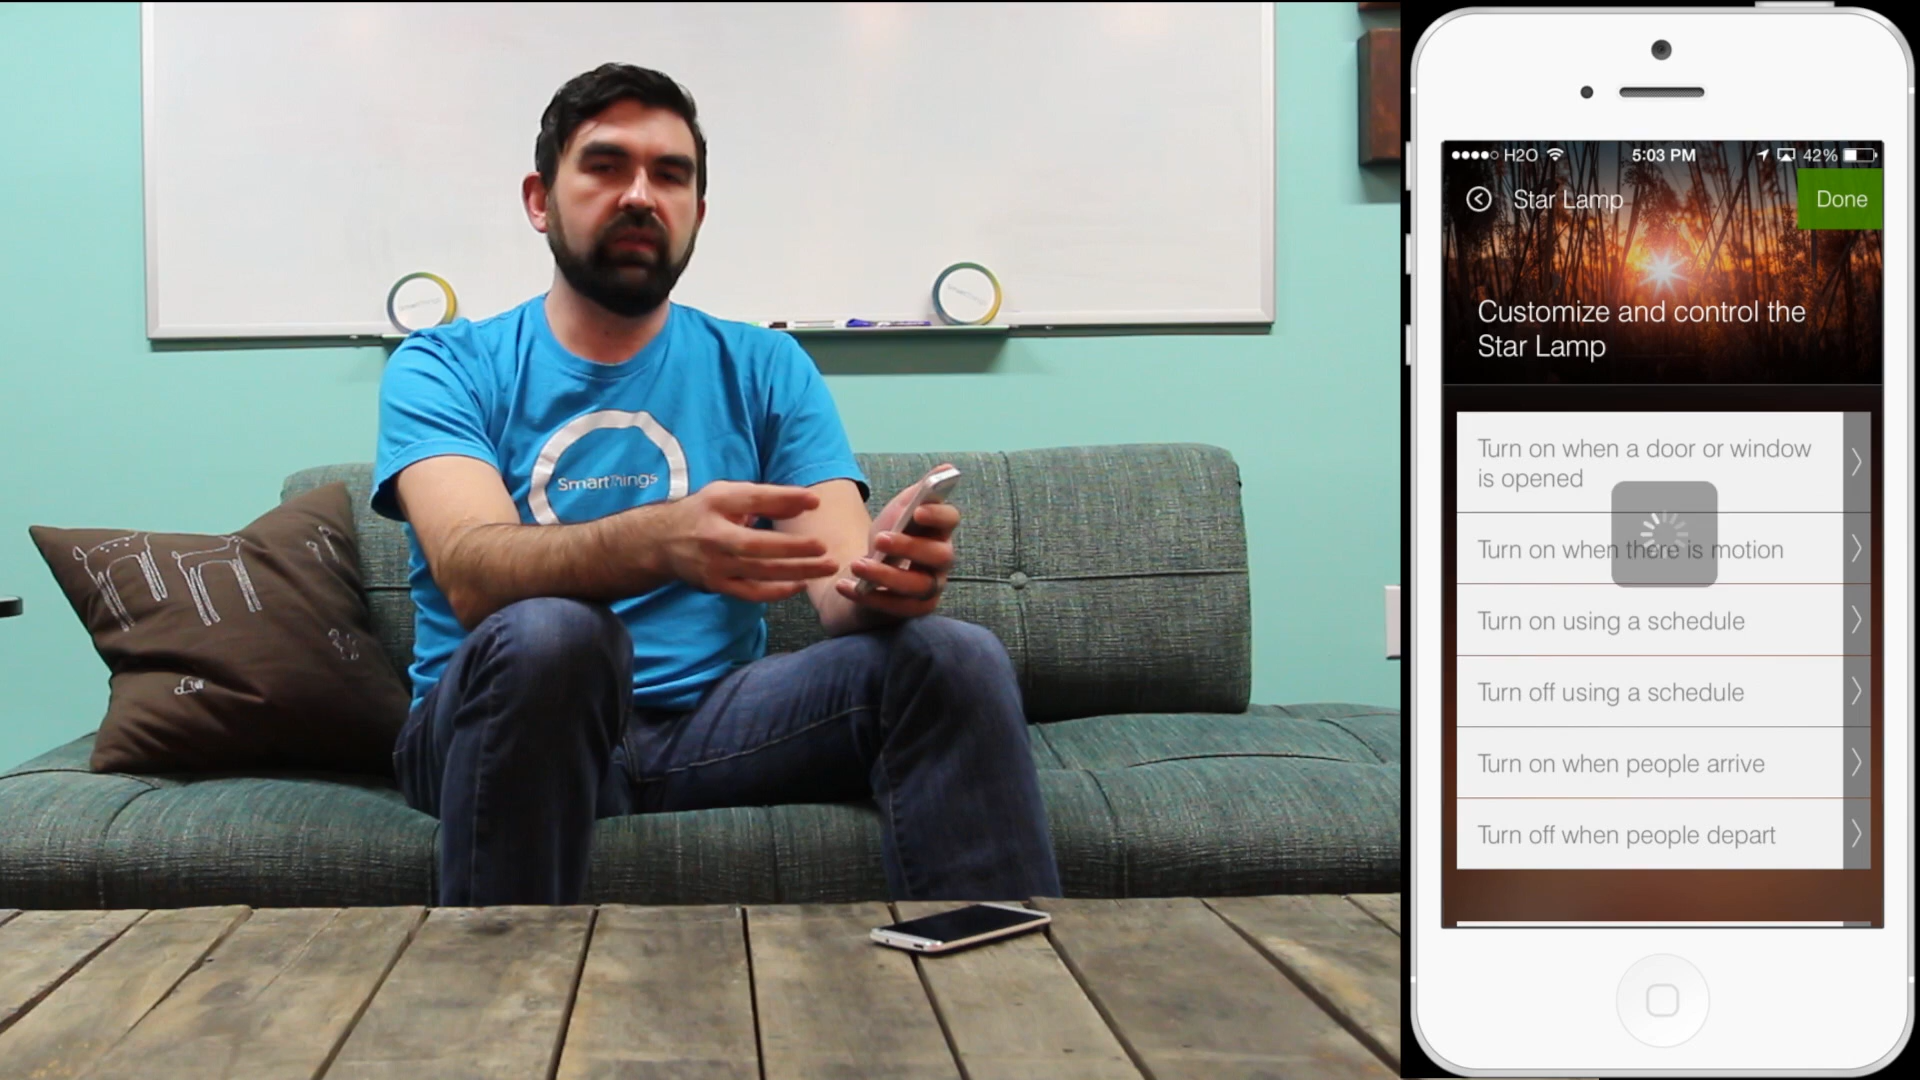 SmartThings
SmartThings
SmartThings
●●●●○ H2O 5:03 PM 42%
Star Lamp
Done
Customize and control the
Star Lamp
Turn on when a door or window
is opened
Turn on when there is motion
Turn on using a schedule
Turn off using a schedule
Turn on when people arrive
Turn off when people depart